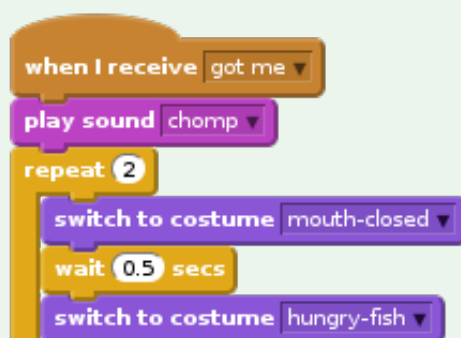 when I receive got me
play sound chomp
repeat 2
switch to costume mouth-closed
wait 0.5 secs
switch to costume hungry-fish